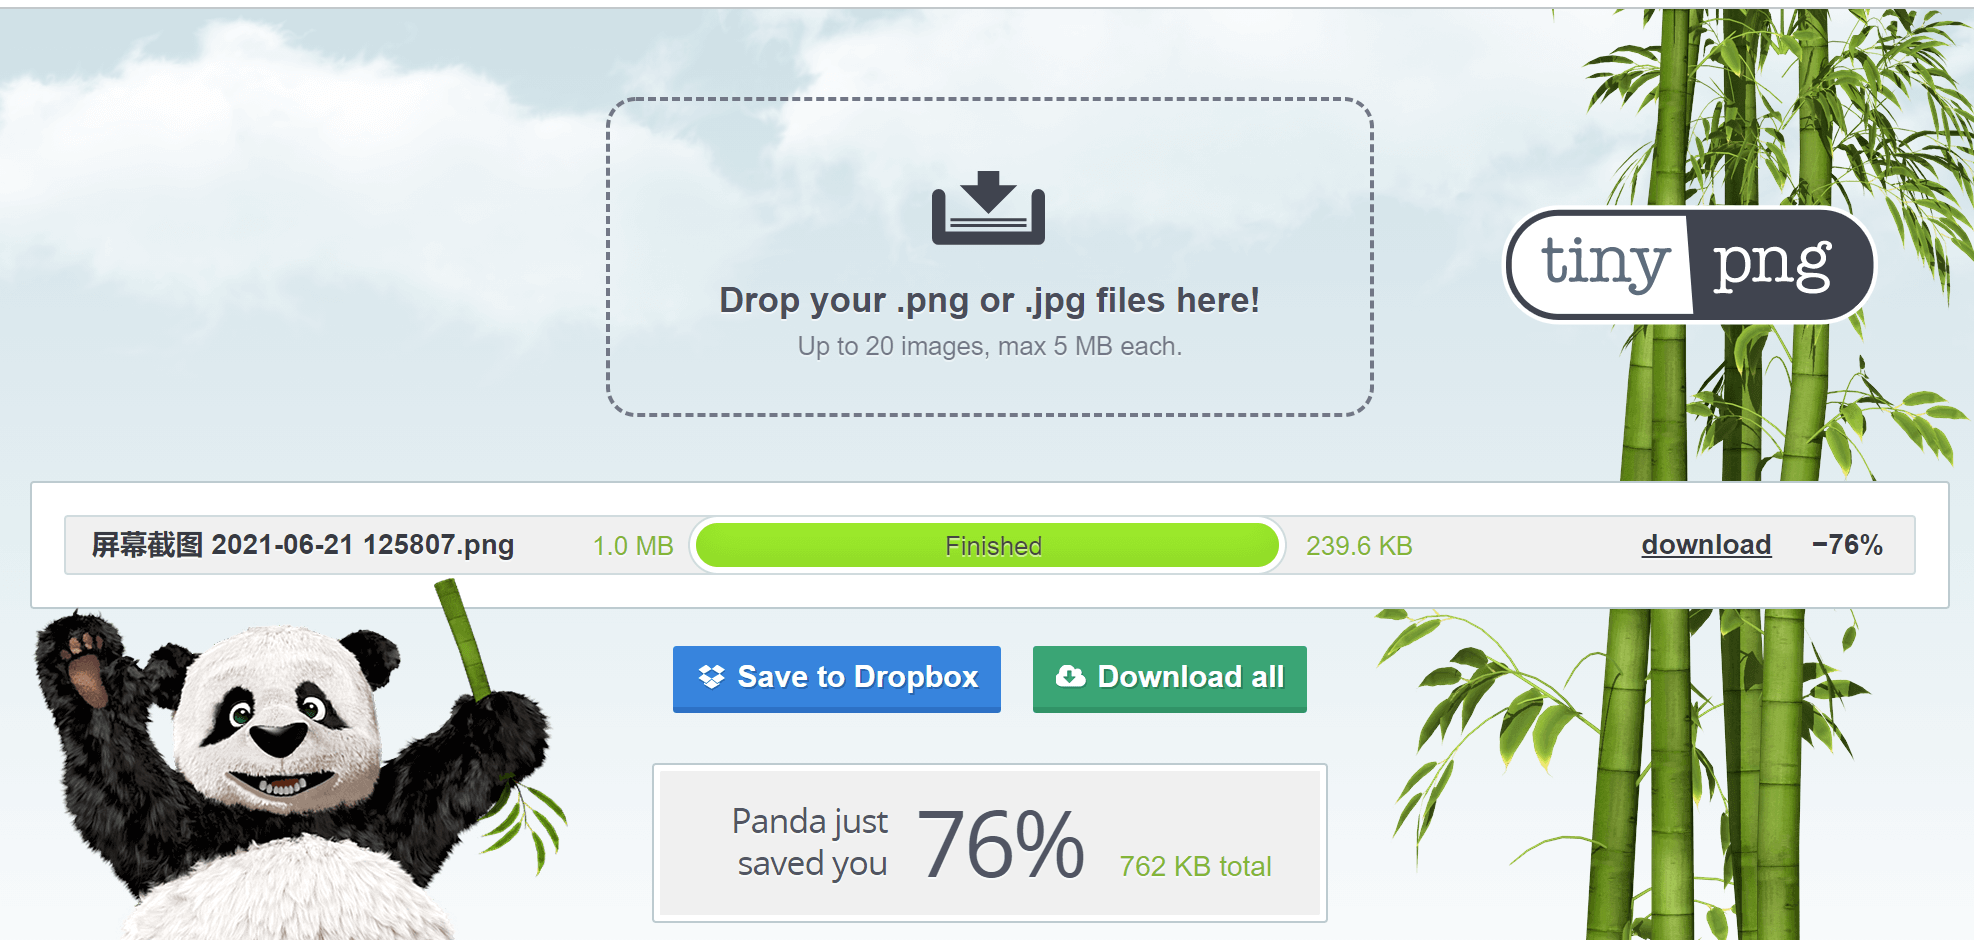 Drop your .png or .jpg files here!
Up to 20 images, max 5 MB each.
tiny png
屏幕截图 2021-06-21 125807.png 1.0 MB Finished 239.6 KB download −76%
Save to Dropbox Download all
Panda just
saved you
76% 762 KB total